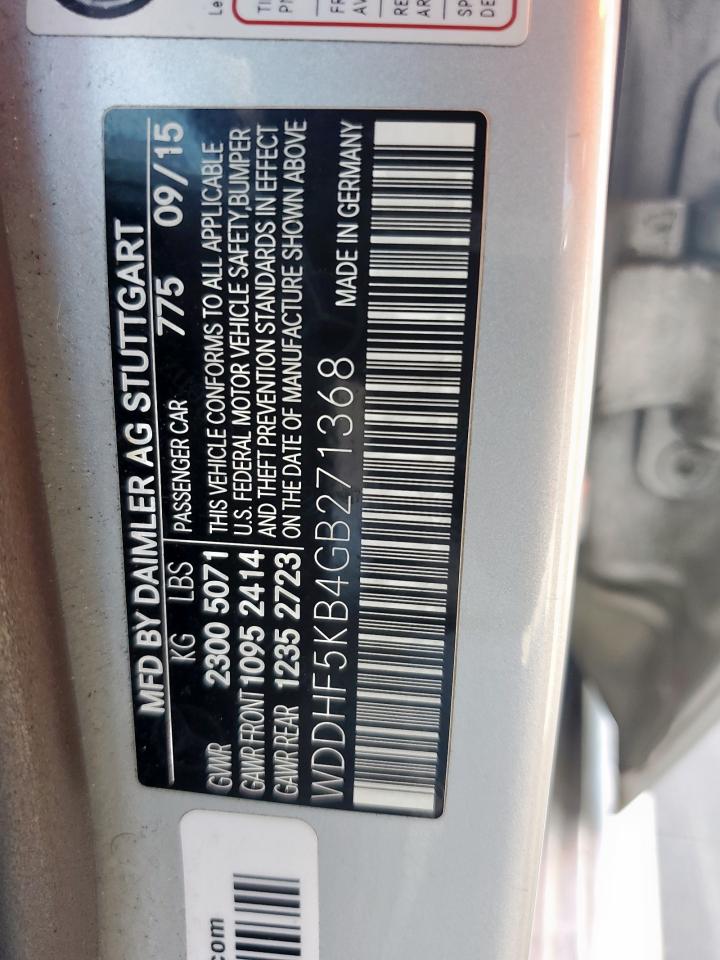 MFD BY DAIMLER AG STUTTGART
775 09/15
KG LBS PASSENGER CAR
GVWR 2300 5071 THIS VEHICLE CONFORMS TO ALL APPLICABLE
GAWR FRONT 1095 2414 U.S. FEDERAL MOTOR VEHICLE SAFETY,BUMPER
GAWR REAR 1235 2723 AND THEFT PREVENTION STANDARDS IN EFFECT
ON THE DATE OF MANUFACTURE SHOWN ABOVE
WDDHF5KB4GB271368 MADE IN GERMANY
.com